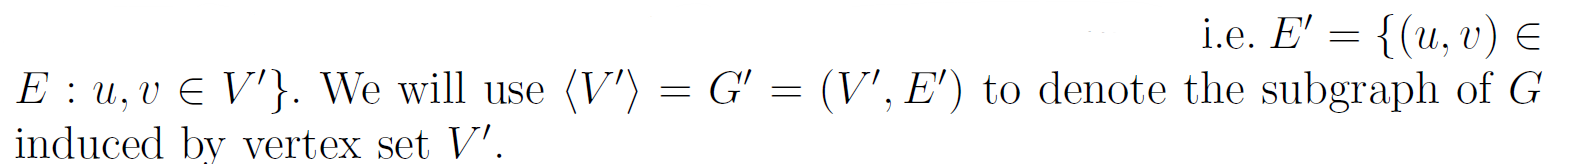 i.e. E′ = {(u, v) ∈
E : u, v ∈ V′}. We will use ⟨V′⟩ = G′ = (V′, E′) to denote the subgraph of G
induced by vertex set V′.